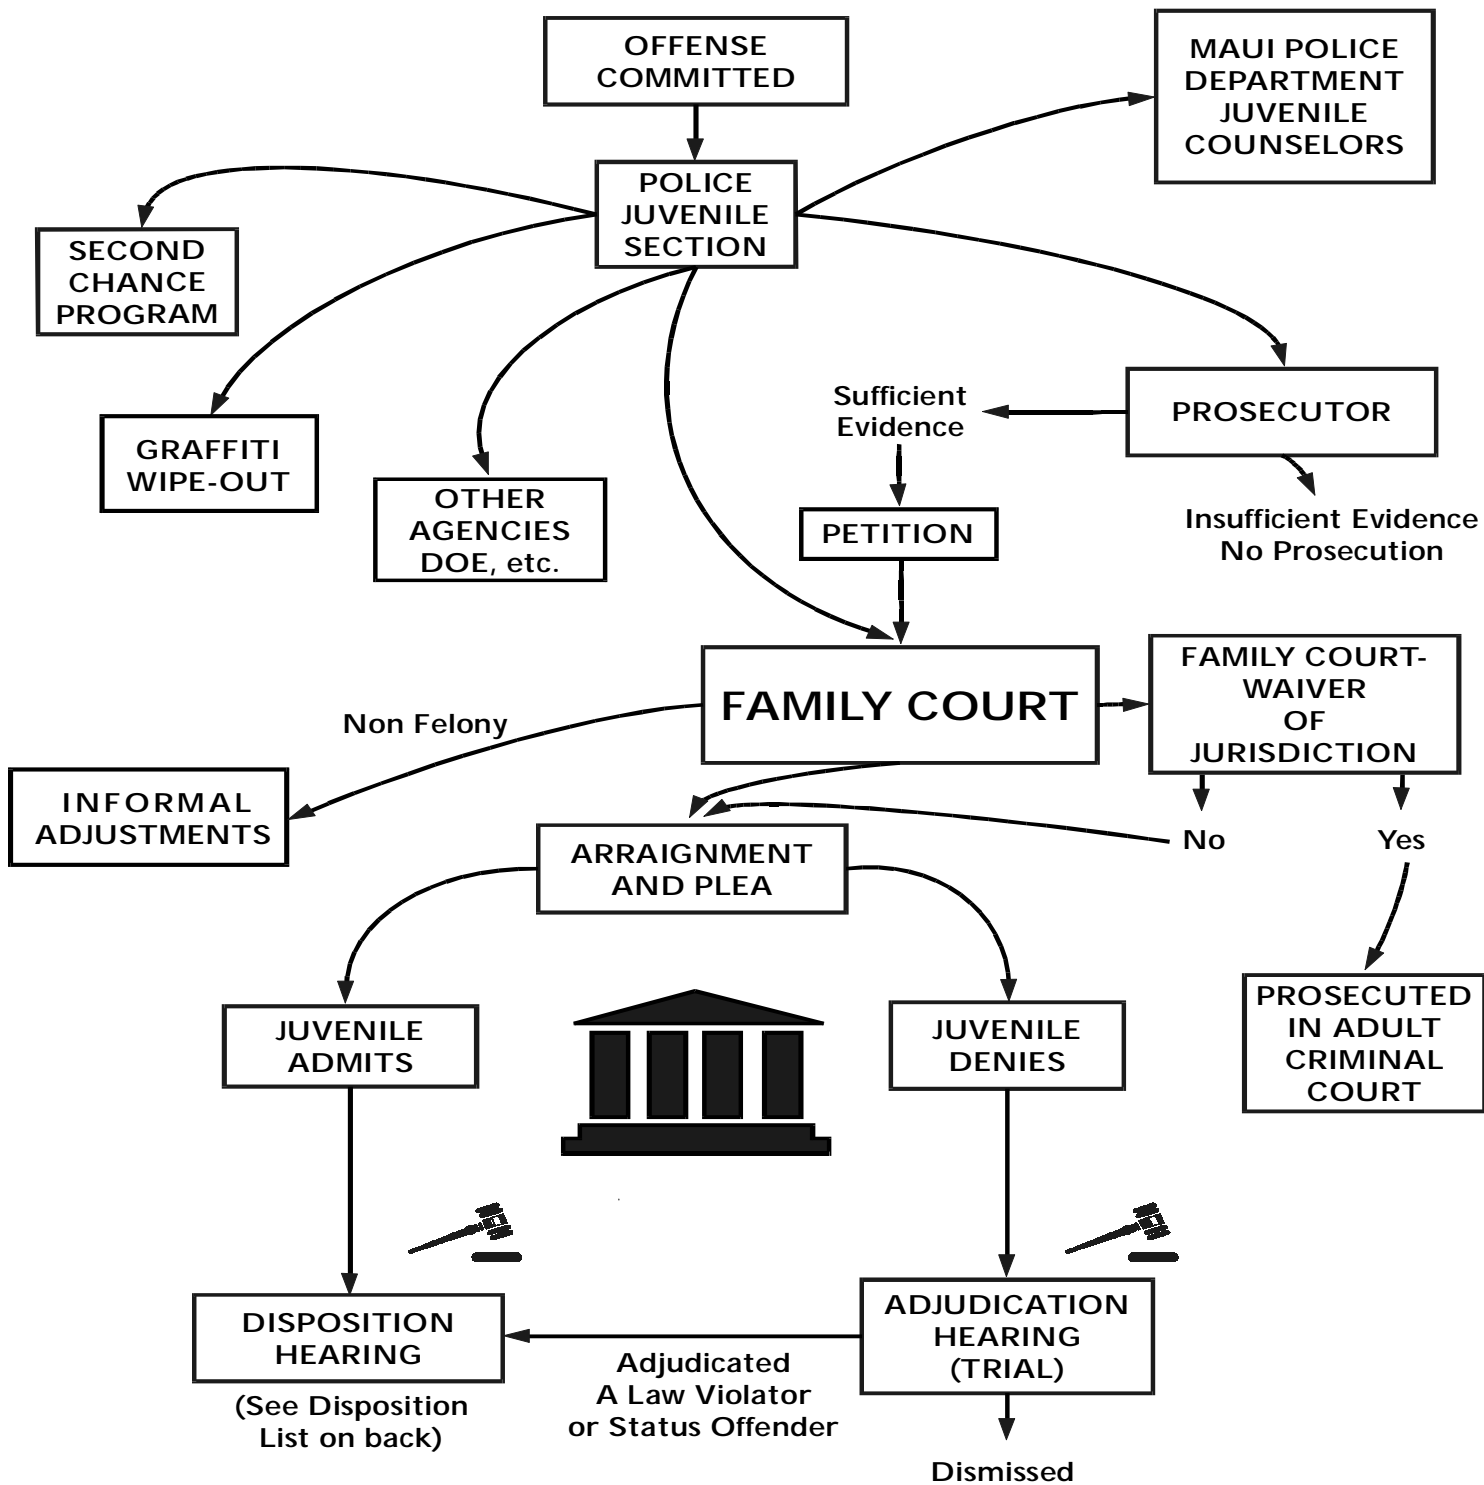 OFFENSE
COMMITTED
MAUI POLICE
DEPARTMENT
JUVENILE
COUNSELORS
POLICE
JUVENILE
SECTION
SECOND
CHANCE
PROGRAM
GRAFFITI
WIPE-OUT
OTHER
AGENCIES
DOE, etc.
Sufficient
Evidence
PROSECUTOR
PETITION
Insufficient Evidence
No Prosecution
FAMILY COURT
FAMILY COURT-
WAIVER
OF
JURISDICTION
Non Felony
INFORMAL
ADJUSTMENTS
No
Yes
ARRAIGNMENT
AND PLEA
JUVENILE
ADMITS
JUVENILE
DENIES
PROSECUTED
IN ADULT
CRIMINAL
COURT
DISPOSITION
HEARING
(See Disposition
List on back)
Adjudicated
A Law Violator
or Status Offender
ADJUDICATION
HEARING
(TRIAL)
Dismissed